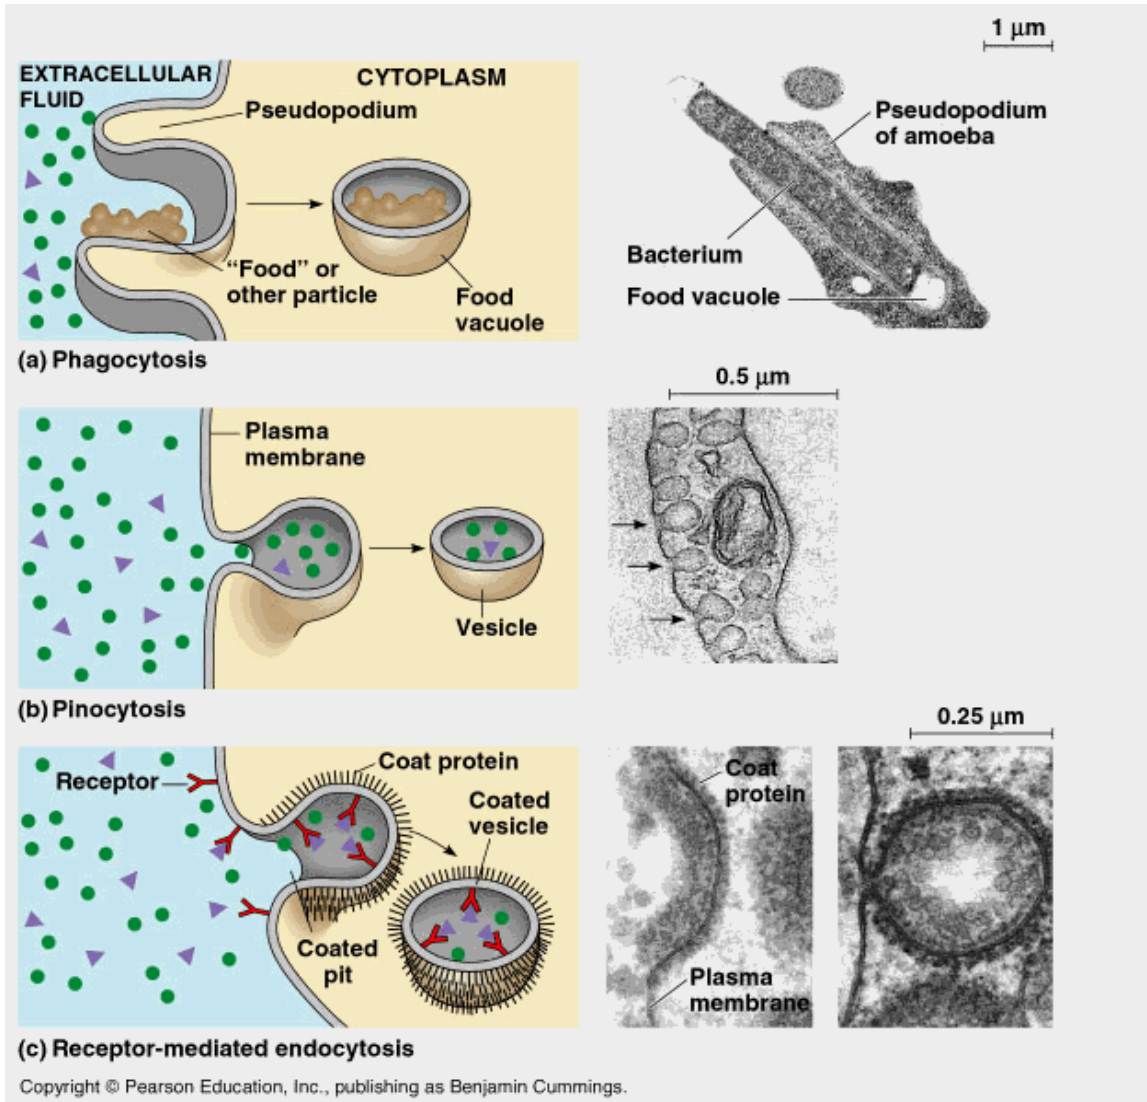 1 μm
EXTRACELLULAR
FLUID
CYTOPLASM
Pseudopodium
"Food" or
other particle
Food
vacuole
Pseudopodium
of amoeba
Bacterium
Food vacuole
(a) Phagocytosis
0.5 μm
Plasma
membrane
Vesicle
(b) Pinocytosis
0.25 μm
Receptor
Coat protein
Coated
vesicle
Coated
pit
Coat
protein
Plasma
membrane
(c) Receptor-mediated endocytosis
Copyright © Pearson Education, Inc., publishing as Benjamin Cummings.